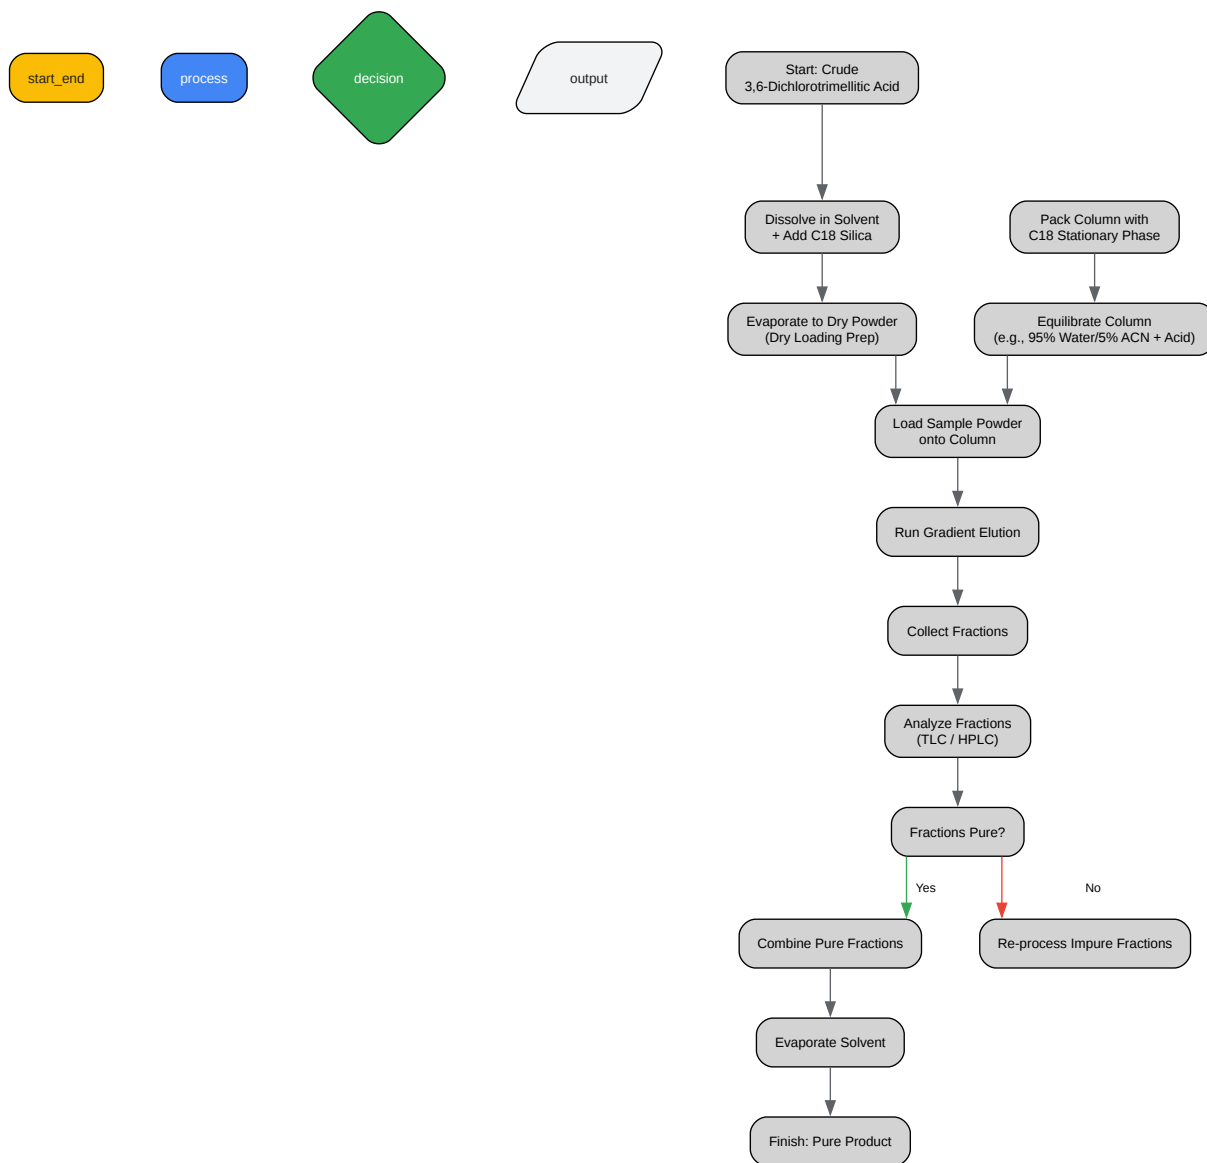 start_end
process
decision
output
Start: Crude
3,6-Dichlorotrimellitic Acid
Dissolve in Solvent
+ Add C18 Silica
Pack Column with
C18 Stationary Phase
Evaporate to Dry Powder
(Dry Loading Prep)
Equilibrate Column
(e.g., 95% Water/5% ACN + Acid)
Load Sample Powder
onto Column
Run Gradient Elution
Collect Fractions
Analyze Fractions
(TLC / HPLC)
Fractions Pure?
Yes
No
Combine Pure Fractions
Re-process Impure Fractions
Evaporate Solvent
Finish: Pure Product